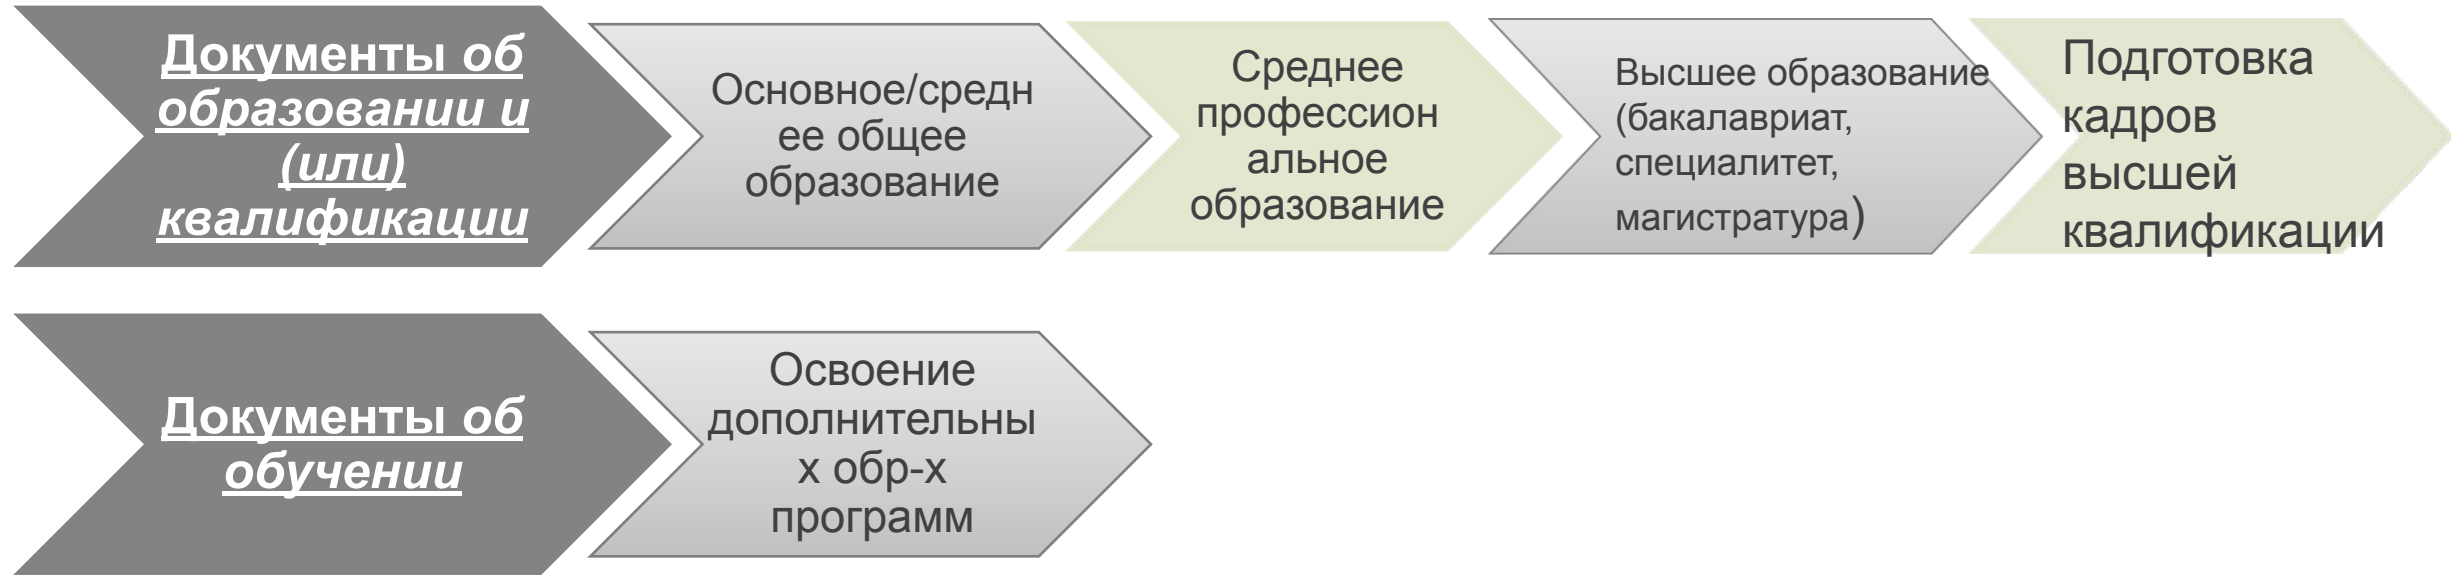 Документы об
образовании и
(или)
квалификации
Основное/средн
ее общее
образование
Среднее
профессион
альное
образование
Высшее образование
(бакалавриат,
специалитет,
магистратура)
Подготовка
кадров
высшей
квалификации
Документы об
обучении
Освоение
дополнительны
х обр-х
программ